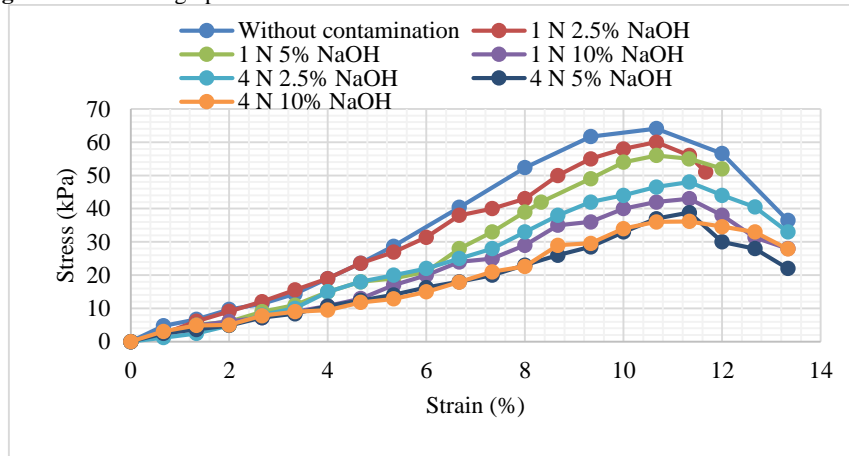 Without contamination 1 N 2.5% NaOH
1 N 5% NaOH 1 N 10% NaOH
4 N 2.5% NaOH 4 N 5% NaOH
4 N 10% NaOH
70
60
50
40
30
20
10
0
Stress (kPa)
0 2 4 6 8 10 12 14
Strain (%)